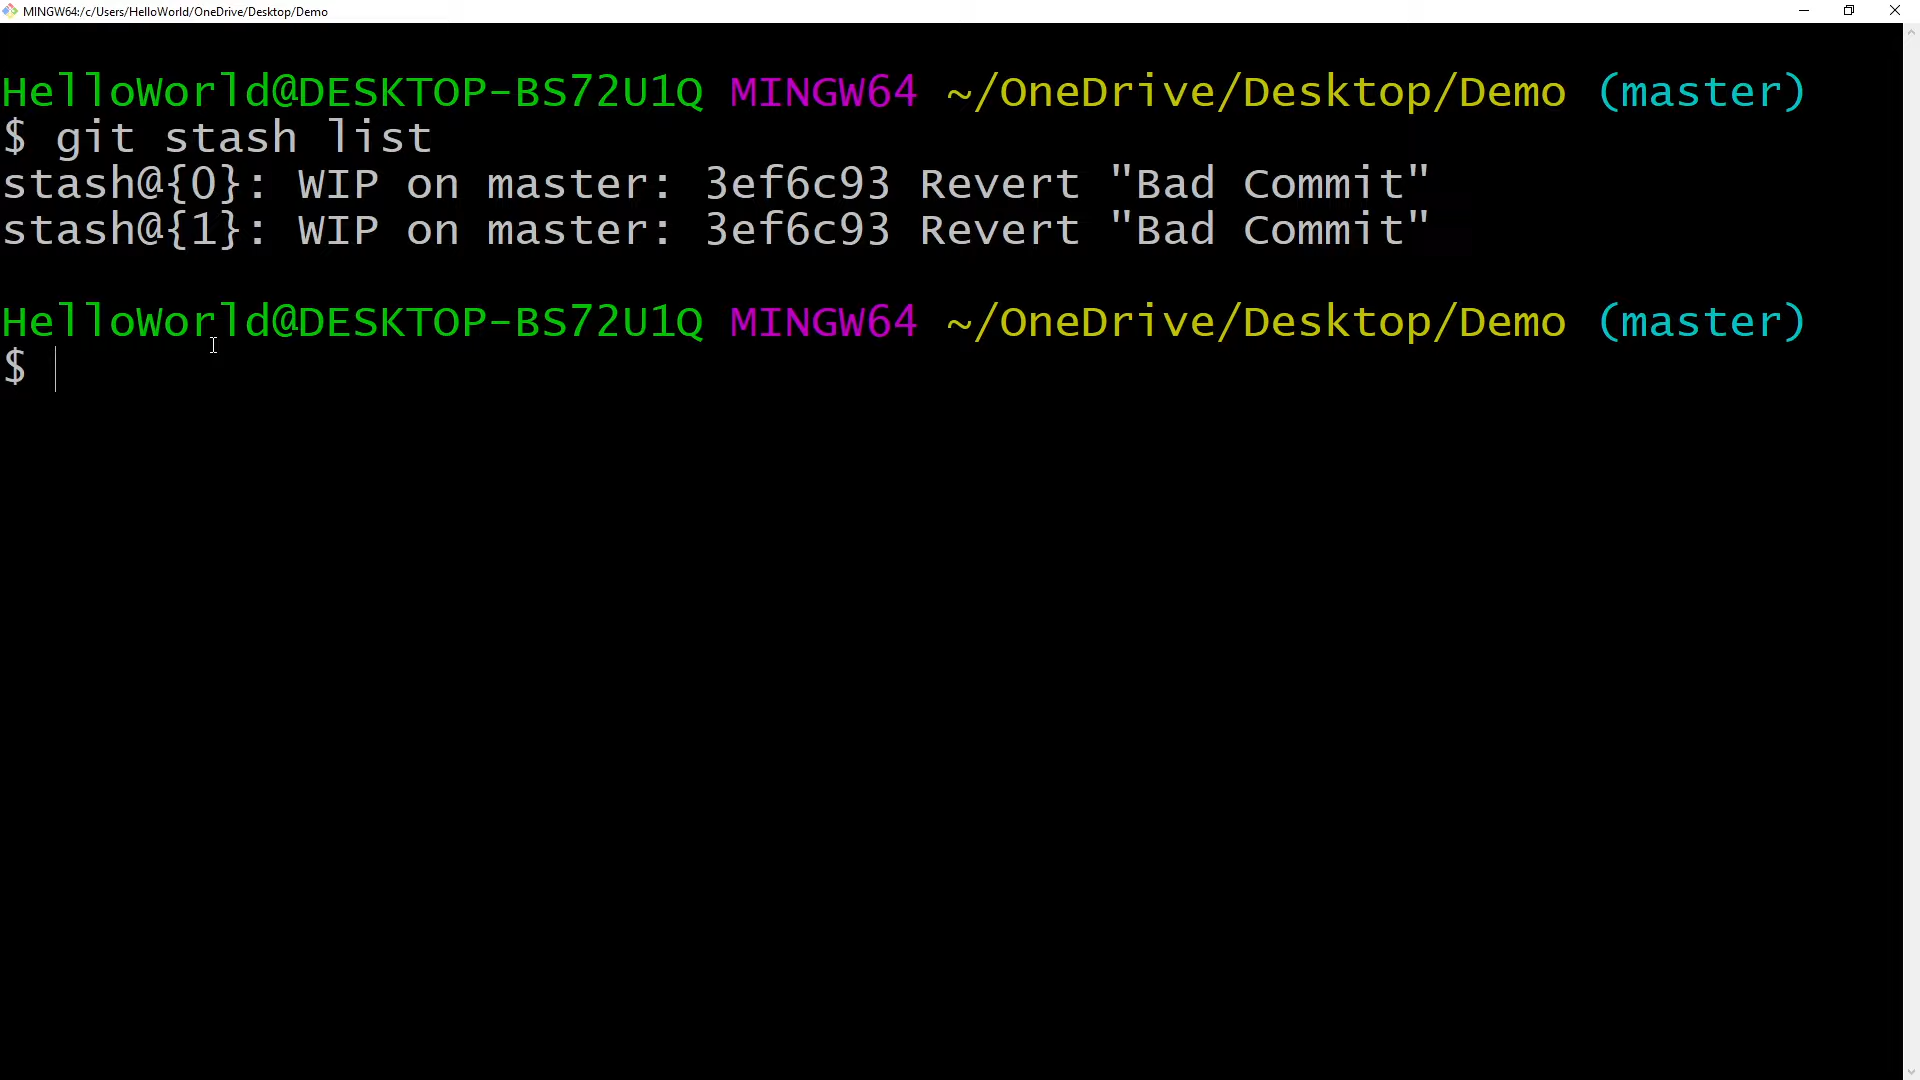 MINGW64:/c/Users/HelloWorld/OneDrive/Desktop/Demo
HelloWorld@DESKTOP-BS72U1Q MINGW64 ~/OneDrive/Desktop/Demo (master)
$ git stash list
stash@{0}: WIP on master: 3ef6c93 Revert "Bad Commit"
stash@{1}: WIP on master: 3ef6c93 Revert "Bad Commit"
HelloWorld@DESKTOP-BS72U1Q MINGW64 ~/OneDrive/Desktop/Demo (master)
$